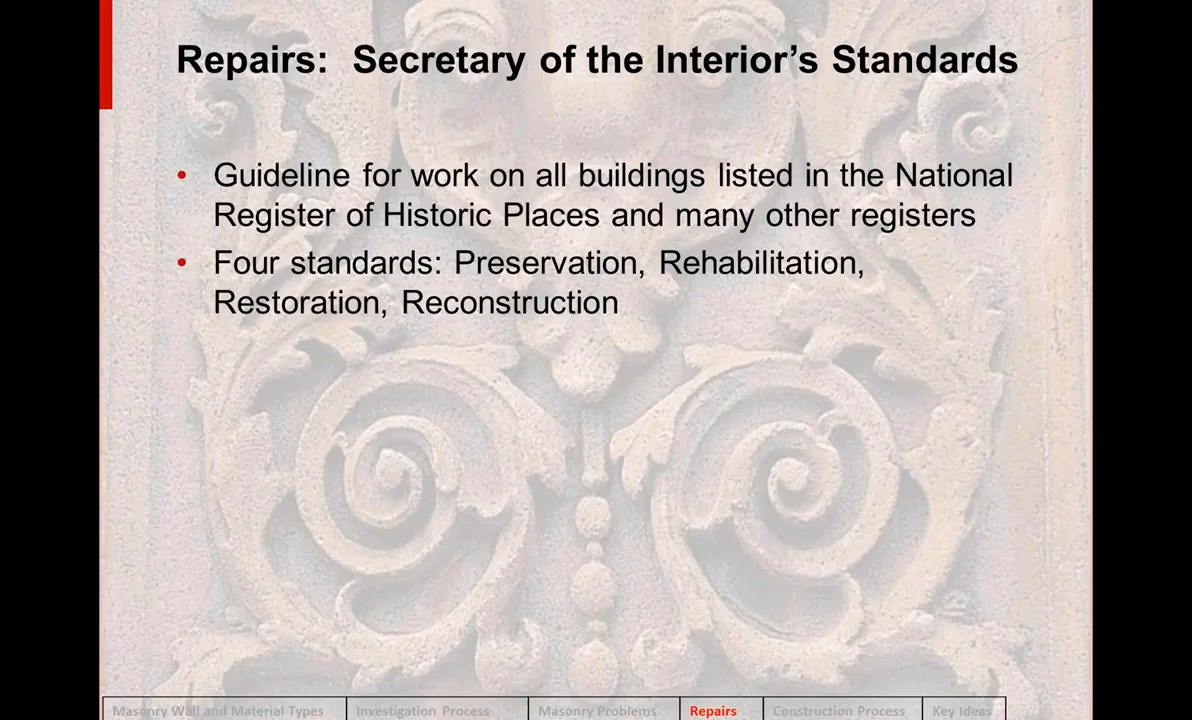 Repairs: Secretary of the Interior’s Standards
• Guideline for work on all buildings listed in the National
Register of Historic Places and many other registers
• Four standards: Preservation, Rehabilitation,
Restoration, Reconstruction
Masonry Wall and Material Types Investigation Process Masonry Problems Repairs Construction Process Key Ideas